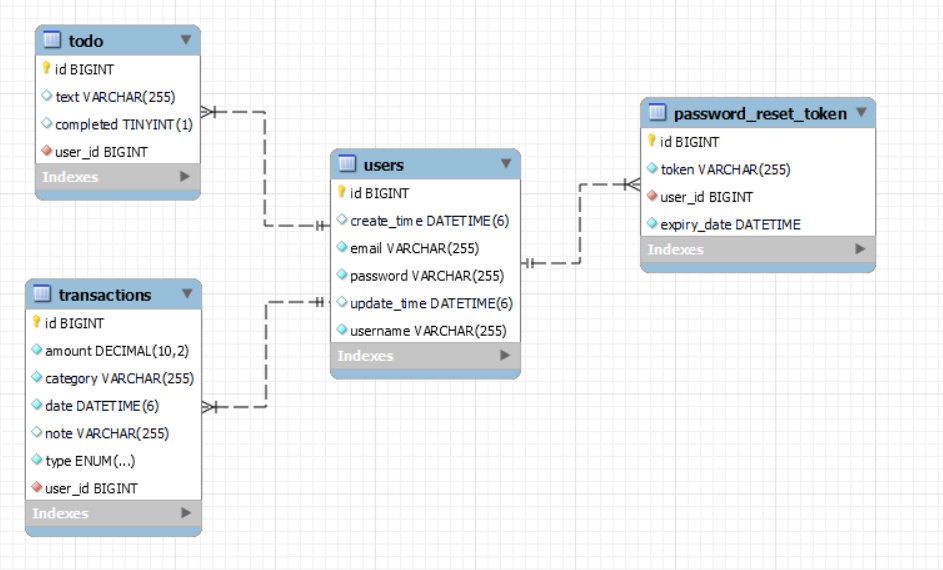 todo
id BIGINT
text VARCHAR(255)
completed TINYINT(1)
user_id BIGINT
Indexes
users
id BIGINT
create_time DATETIME(6)
email VARCHAR(255)
password VARCHAR(255)
update_time DATETIME(6)
username VARCHAR(255)
Indexes
password_reset_token
id BIGINT
token VARCHAR(255)
user_id BIGINT
expiry_date DATETIME
Indexes
transactions
id BIGINT
amount DECIMAL(10,2)
category VARCHAR(255)
date DATETIME(6)
note VARCHAR(255)
type ENUM(...)
user_id BIGINT
Indexes